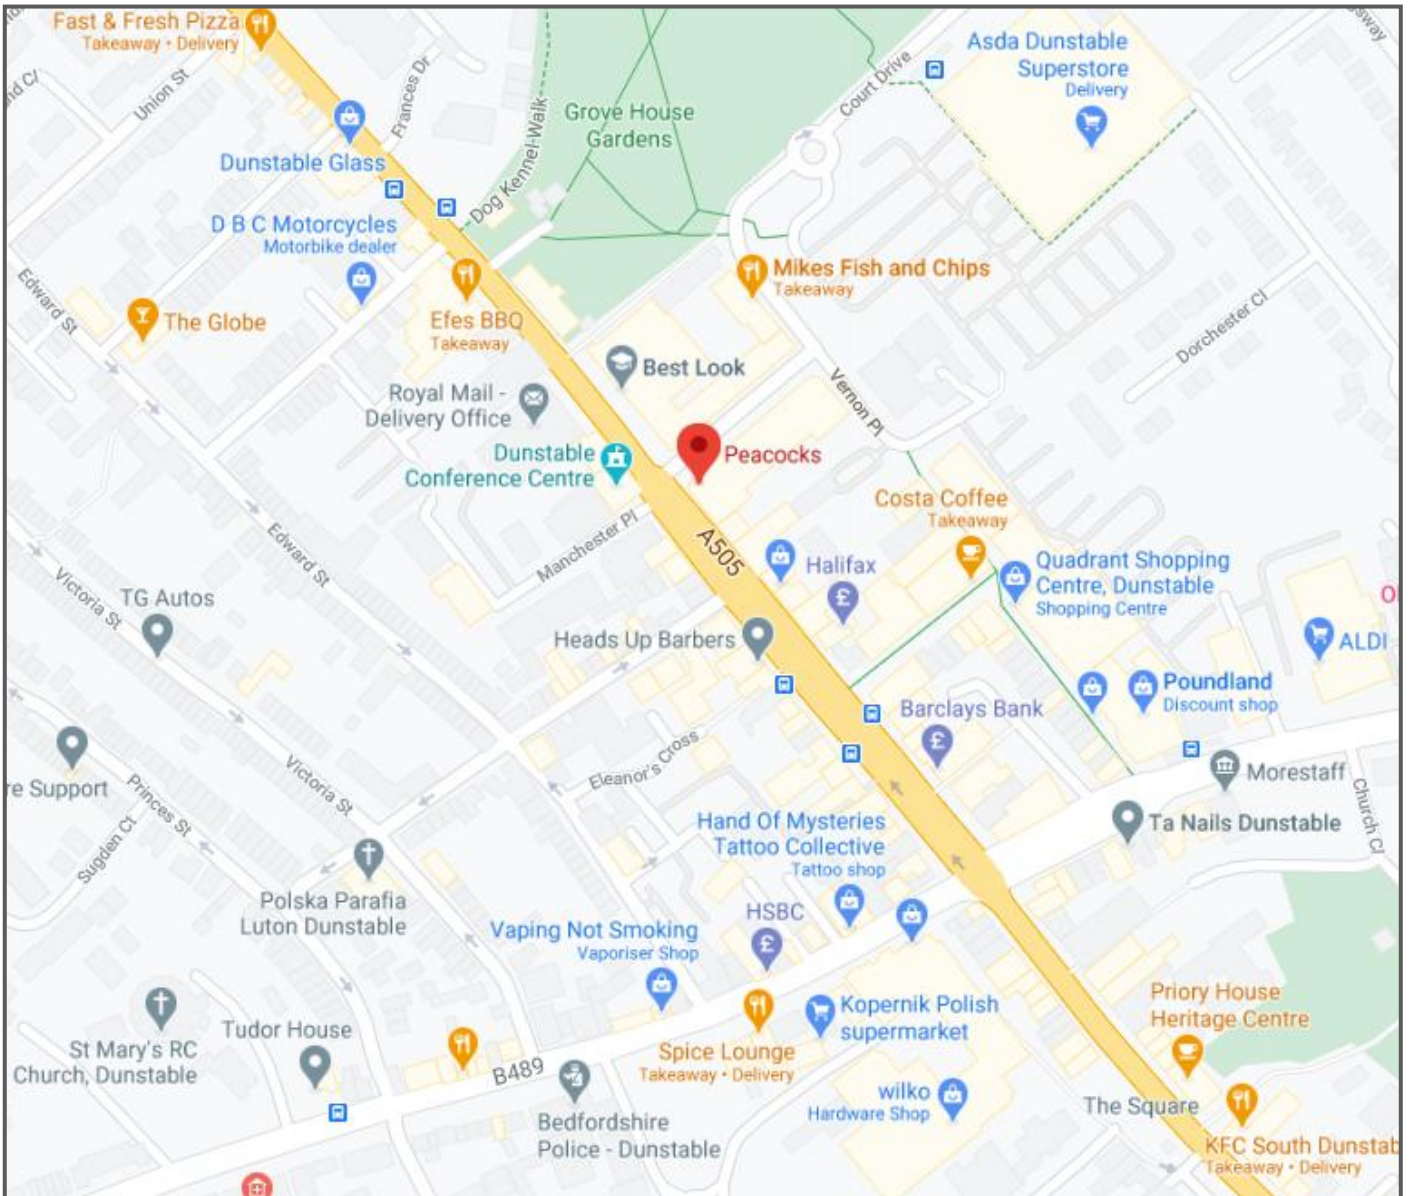 Fast & Fresh Pizza
Takeaway • Delivery
Union St
Frances Dr
Dunstable Glass
Dog Kennel Walk
Grove House
Gardens
Court Drive
Asda Dunstable
Superstore
Delivery
D B C Motorcycles
Motorbike dealer
Edward St
The Globe
Efes BBQ
Takeaway
Mikes Fish and Chips
Takeaway
Dorchester Cl
Best Look
Royal Mail -
Delivery Office
Vernon Pl
Dunstable
Conference Centre
Peacocks
Costa Coffee
Takeaway
Manchester Pl
A505
Edward St
Halifax
£
Quadrant Shopping
Centre, Dunstable
Shopping Centre
Victoria St
TG Autos
Heads Up Barbers
ALDI
Poundland
Discount shop
Barclays Bank
£
Eleanor's Cross
re Support
Princes St
Victoria St
Sugden Ct
Morestaff
Ta Nails Dunstable
Church Cl
Hand Of Mysteries
Tattoo Collective
Tattoo shop
Polska Parafia
Luton Dunstable
HSBC
£
Vaping Not Smoking
Vaporiser Shop
Kopernik Polish
supermarket
Priory House
Heritage Centre
Tudor House
St Mary's RC
Church, Dunstable
Spice Lounge
Takeaway • Delivery
B489
wilko
Hardware Shop
Bedfordshire
Police - Dunstable
The Square
KFC South Dunstab
Takeaway • Delivery